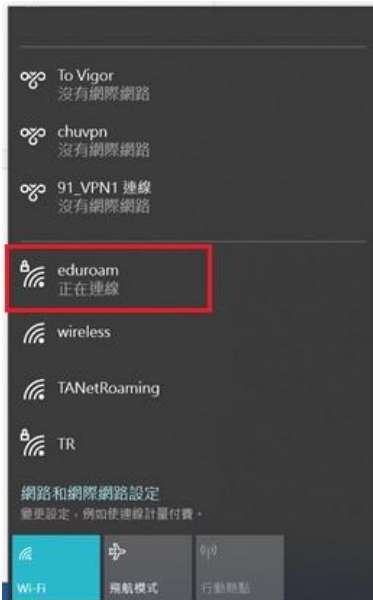 To Vigor
沒有網際網路
chuvpn
沒有網際網路
91_VPN1 連線
沒有網際網路
eduroam
正在連線
wireless
TANetRoaming
TR
網路和網際網路設定
變更設定，例如使連線計量付費。
Wi-Fi
飛航模式
行動熱點